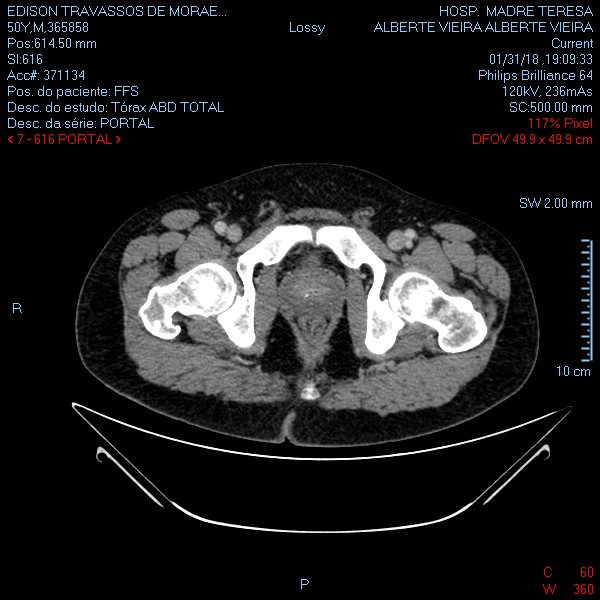 EDISON TRAVASSOS DE MORAE...
50Y,M,365858
Pos:614.50 mm
SI:616
Acc#: 371134
Pos. do paciente: FFS
Desc. do estudo: Tórax ABD TOTAL
Desc. da série: PORTAL
< 7 - 616 PORTAL >
Lossy
HOSP. MADRE TERESA
ALBERTE VIEIRA ALBERTE VIEIRA
Current
01/31/18 ,19:09:33
Philips Brilliance 64
120kV, 236mAs
SC:500.00 mm
117% Pixel
DFOV 49.9 x 49.9 cm
SW 2.00 mm
R
10 cm
P
C 60
W 360